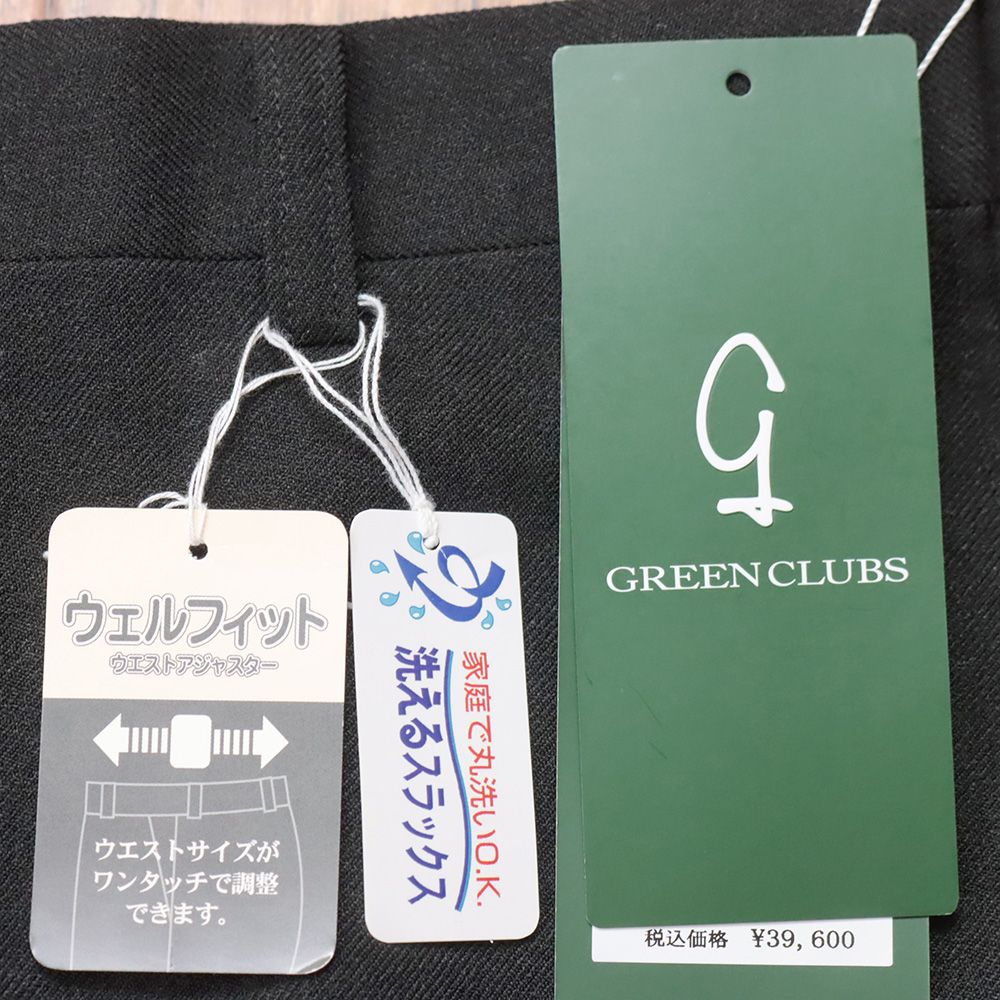 ウェルフィット
ウエストアジャスター
ウエストサイズが
ワンタッチで調整
できます。
家庭で丸洗いO.K.
洗えるスラックス
GREEN CLUBS
税込価格 ¥39,600